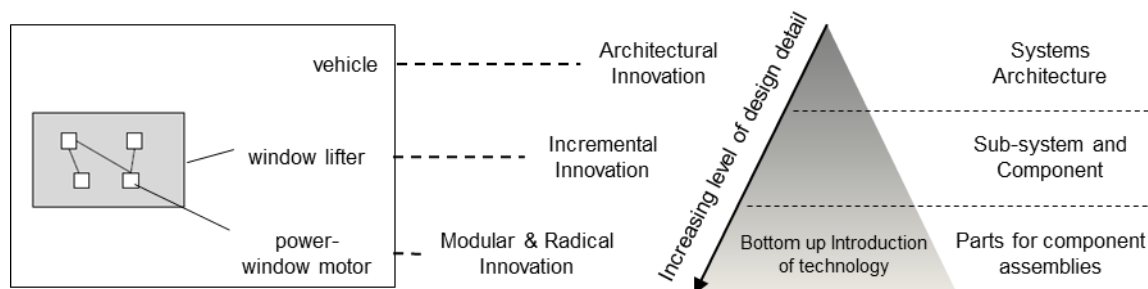 vehicle
window lifter
power-
window motor
Architectural
Innovation
Incremental
Innovation
Modular & Radical
Innovation
Increasing level of design detail
Bottom up Introduction
of technology
Systems
Architecture
Sub-system and
Component
Parts for component
assemblies